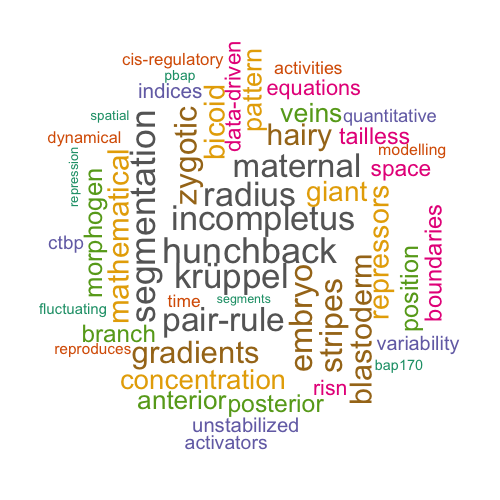 cis-regulatory
pbap
indices
data-driven
pattern
activities
equations
spatial
segmentation
zygotic
bicoid
hairy
veins
quantitative
dynamical
tailless
modelling
repression
morphogen
mathematical
maternal
space
radius
giant
repressors
incompletus
boundaries
ctbp
hunchback
position
krüppel
embryo
fluctuating
time
segments
stripes
blastoderm
branch
pair-rule
variability
reproduces
gradients
bap170
concentration
risn
anterior
posterior
unstabilized
activators